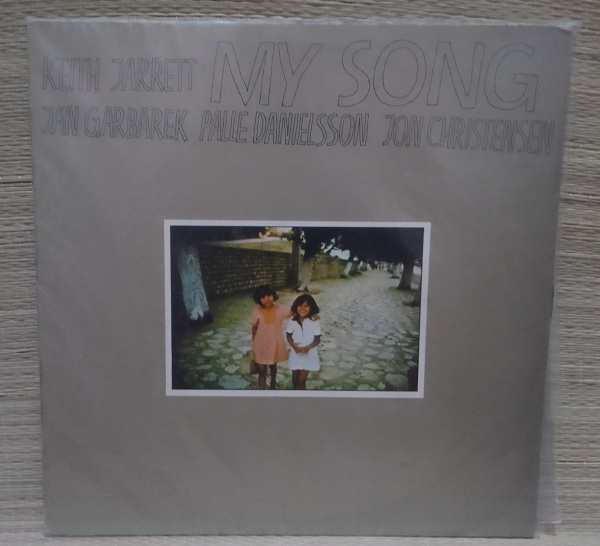 KEITH JARRETT MY SONG
JAN GARBAREK PALLE DANIELSSON JON CHRISTENSEN